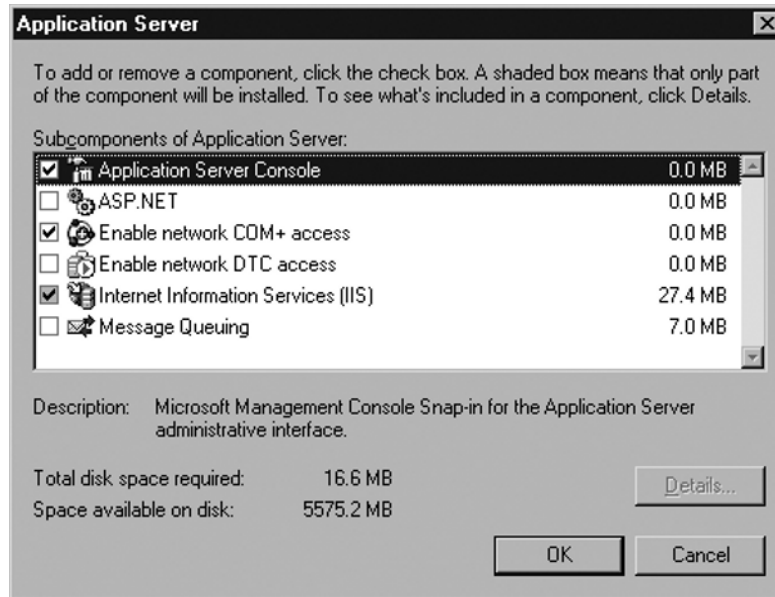 Application Server
To add or remove a component, click the check box. A shaded box means that only part
of the component will be installed. To see what's included in a component, click Details.
Subcomponents of Application Server:
Application Server Console 0.0 MB
ASP.NET 0.0 MB
Enable network COM+ access 0.0 MB
Enable network DTC access 0.0 MB
Internet Information Services (IIS) 27.4 MB
Message Queuing 7.0 MB
Description: Microsoft Management Console Snap-in for the Application Server
administrative interface.
Total disk space required: 16.6 MB
Space available on disk: 5575.2 MB
Details...
OK Cancel